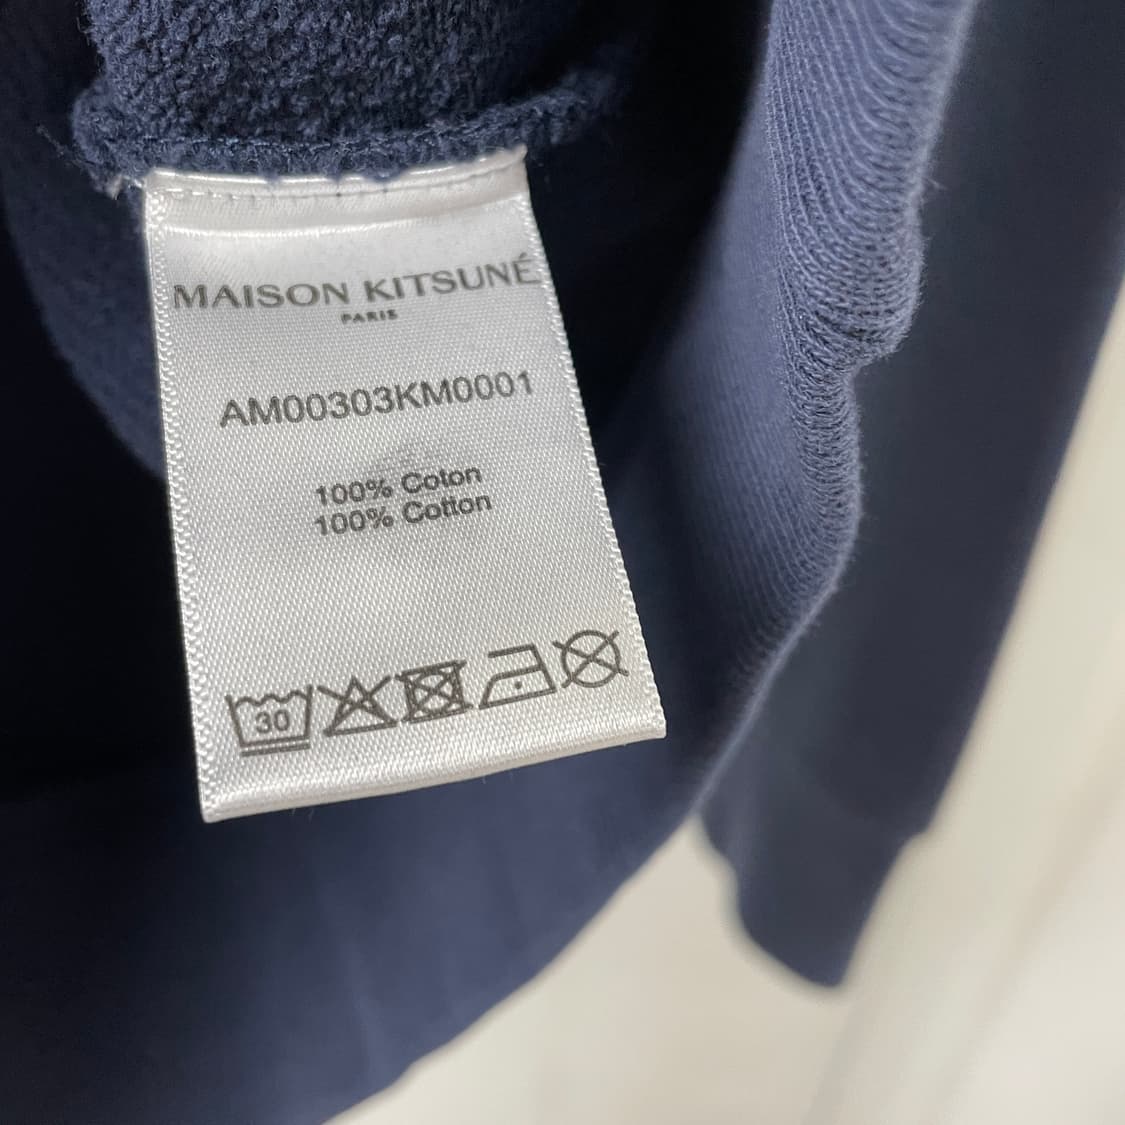 MAISON KITSUNÉ
PARIS
AM00303KM0001
100% Coton
100% Cotton
30